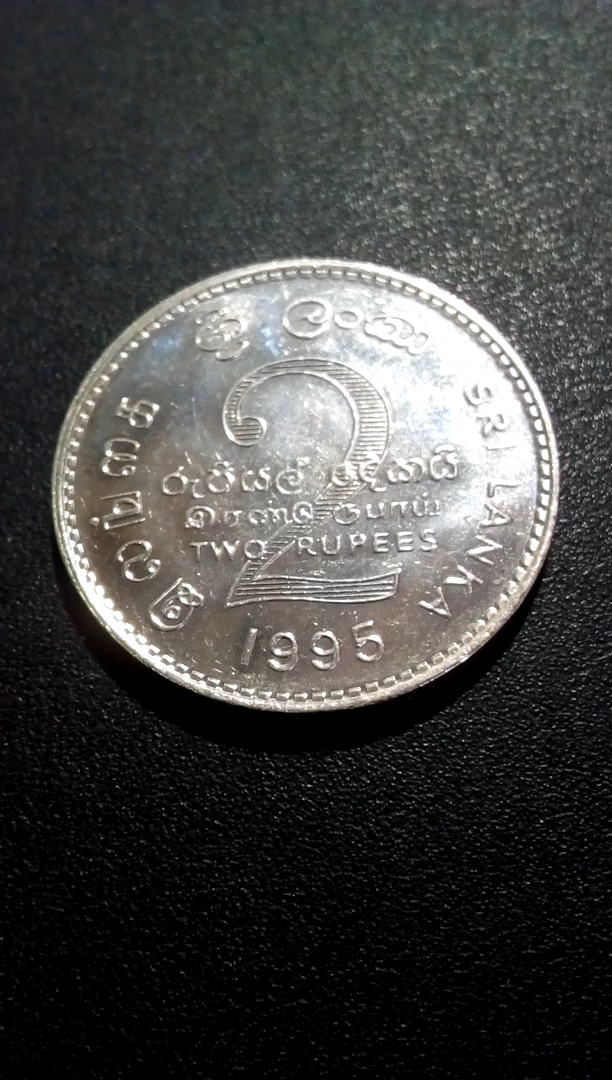 ශ්‍රී ලංකා
இலங்கை
SRI LANKA
2
රුපියල් දෙකයි
இரண்டு ரூபாய்
TWO RUPEES
1995